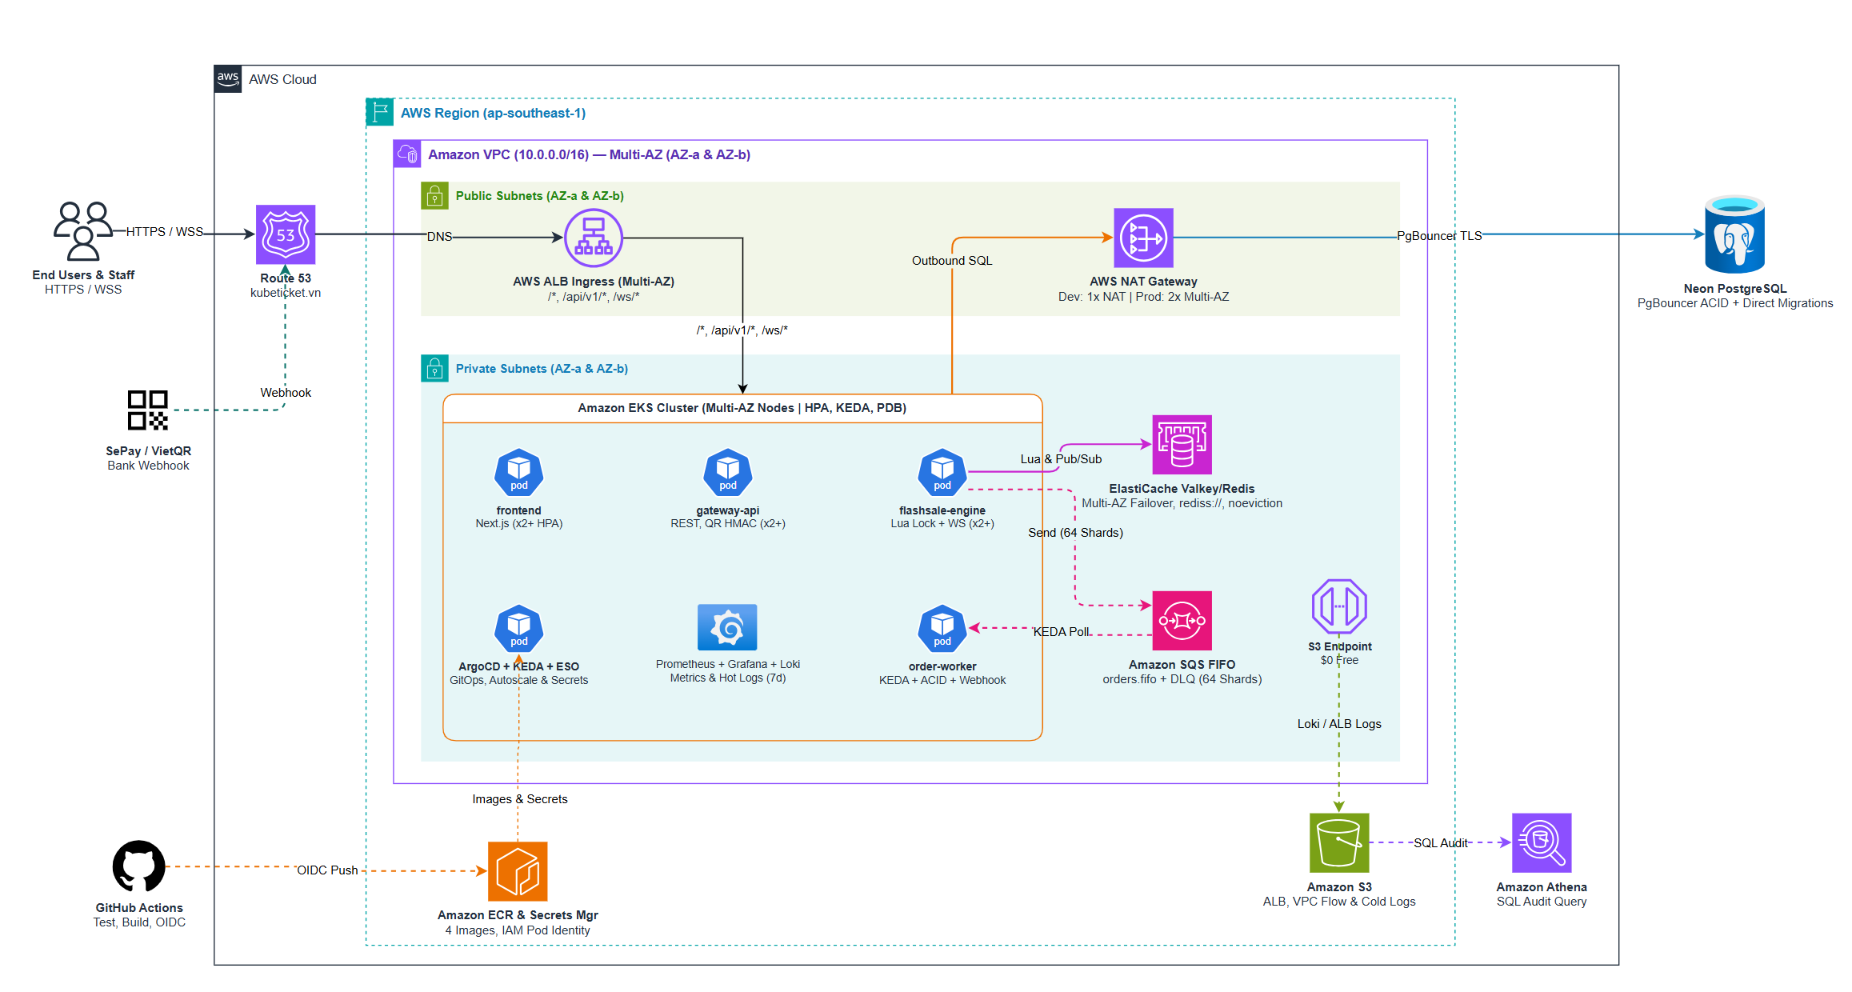 aws
AWS Cloud
AWS Region (ap-southeast-1)
Amazon VPC (10.0.0.0/16) — Multi-AZ (AZ-a & AZ-b)
Public Subnets (AZ-a & AZ-b)
HTTPS / WSS
End Users & Staff
HTTPS / WSS
53
Route 53
kubeticket.vn
DNS
AWS ALB Ingress (Multi-AZ)
/*, /api/v1/*, /ws/*
Outbound SQL
AWS NAT Gateway
Dev: 1x NAT | Prod: 2x Multi-AZ
PgBouncer TLS
Neon PostgreSQL
PgBouncer ACID + Direct Migrations
/*, /api/v1/*, /ws/*
Private Subnets (AZ-a & AZ-b)
Webhook
SePay / VietQR
Bank Webhook
Amazon EKS Cluster (Multi-AZ Nodes | HPA, KEDA, PDB)
pod
frontend
Next.js (x2+ HPA)
pod
gateway-api
REST, QR HMAC (x2+)
pod
flashsale-engine
Lua Lock + WS (x2+)
Lua & Pub/Sub
ElastiCache Valkey/Redis
Multi-AZ Failover, rediss://, noeviction
Send (64 Shards)
pod
ArgoCD + KEDA + ESO
GitOps, Autoscale & Secrets
Prometheus + Grafana + Loki
Metrics & Hot Logs (7d)
pod
order-worker
KEDA + ACID + Webhook
KEDA Poll
Amazon SQS FIFO
orders.fifo + DLQ (64 Shards)
S3 Endpoint
$0 Free
Loki / ALB Logs
Images & Secrets
GitHub Actions
Test, Build, OIDC
OIDC Push
Amazon ECR & Secrets Mgr
4 Images, IAM Pod Identity
Amazon S3
ALB, VPC Flow & Cold Logs
SQL Audit
Amazon Athena
SQL Audit Query